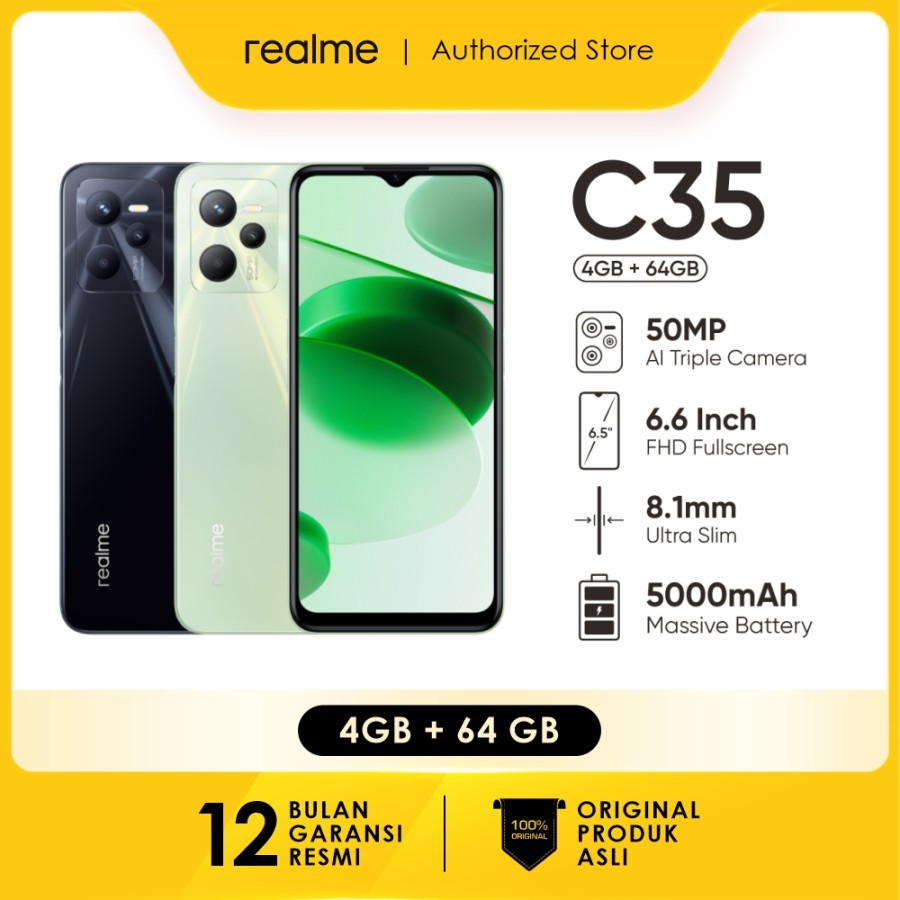 realme | Authorized Store
C35
4GB + 64GB
50MP
AI Triple Camera
6.5"
6.6 Inch
FHD Fullscreen
8.1mm
Ultra Slim
5000mAh
Massive Battery
50MP
realme
realme
4GB + 64 GB
12 BULAN
GARANSI
RESMI
100%
ORIGINAL
ORIGINAL
PRODUK
ASLI